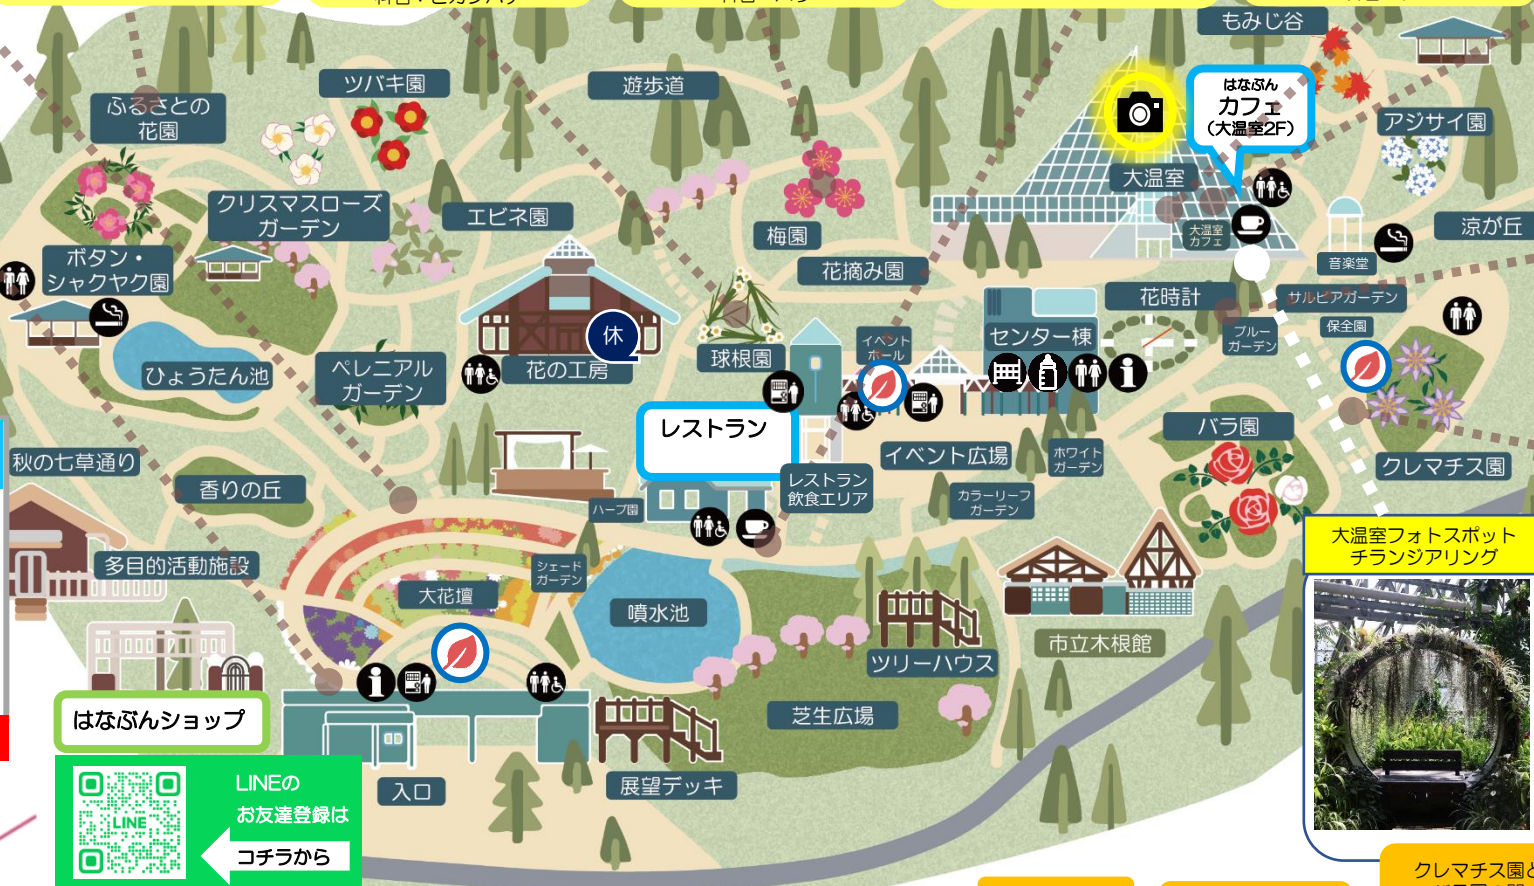 もみじ谷
はなぶん
カフェ
(大温室2F)
ツバキ園
遊歩道
ふるさとの
花園
アジサイ園
大温室
クリスマスローズ
ガーデン
エビネ園
梅園
大温室
カフェ
涼が丘
ボタン・
シャクヤク園
花摘み園
音楽堂
花時計
サルビアガーデン
休
センター棟
ブルー
ガーデン
保全園
イベント
ホール
球根園
花の工房
ペレニアル
ガーデン
ひょうたん池
レストラン
バラ園
イベント広場
ホワイト
ガーデン
クレマチス園
秋の七草通り
香りの丘
レストラン
飲食エリア
カラーリーフ
ガーデン
ハーブ園
大温室フォトスポット
チランジアリング
多目的活動施設
シェード
ガーデン
大花壇
噴水池
市立木根館
ツリーハウス
芝生広場
はなぶんショップ
入口
展望デッキ
LINEの
お友達登録は
コチラから
LINE
クレマチス園と